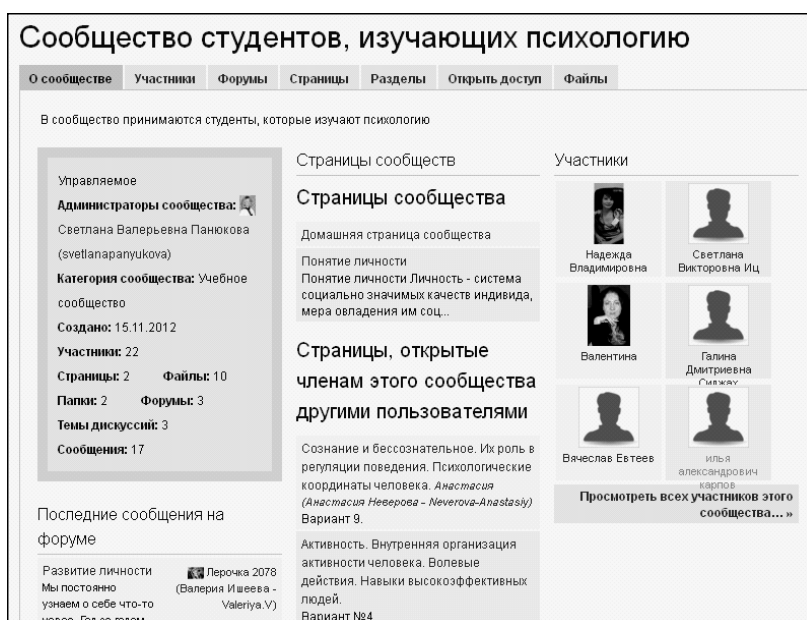 Сообщество студентов, изучающих психологию
О сообществе Участники Форумы Страницы Разделы Открыть доступ Файлы
В сообщество принимаются студенты, которые изучают психологию
Управляемое
Администраторы сообщества:
Светлана Валерьевна Панюкова
(svetlanapanyukova)
Категория сообщества: Учебное
сообщество
Создано: 15.11.2012
Участники: 22
Страницы: 2 Файлы: 10
Папки: 2 Форумы: 3
Темы дискуссий: 3
Сообщения: 17
Последние сообщения на
форуме
Развитие личности
Мы постоянно
узнаем о себе что-то
новое. Год за годом
Лерочка 2078
(Валерия Ишеева -
Valeriya.V)
Страницы сообществ
Страницы сообщества
Домашняя страница сообщества
Понятие личности
Понятие личности Личность - система
социально значимых качеств индивида,
мера овладения им соц...
Страницы, открытые
членам этого сообщества
другими пользователями
Сознание и бессознательное. Их роль в
регуляции поведения. Психологические
координаты человека. Анастасия
(Анастасия Неверова - Neverova-Anastasiy)
Вариант 9.
Активность. Внутренняя организация
активности человека. Волевые
действия. Навыки высокоэффективных
людей.
Вариант №4
Участники
Надежда
Владимировна
Светлана
Викторовна Иц
Валентина
Галина
Дмитриевна
Вячеслав Евтеев
илья
александрович
карпов
Просмотреть всех участников этого
сообщества... »